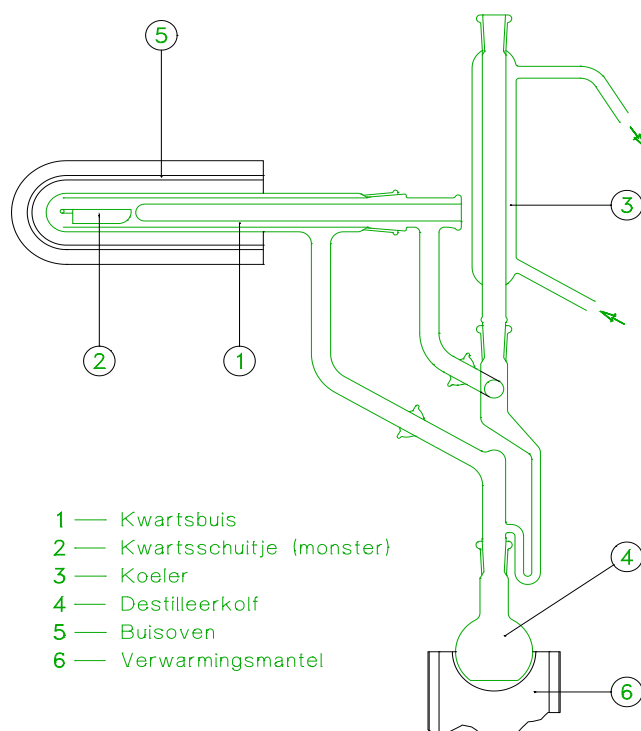 5
3
2
1
4
6
1 — Kwartsbuis
2 — Kwartsschuitje (monster)
3 — Koeler
4 — Destilleerkolf
5 — Buisoven
6 — Verwarmingsmantel